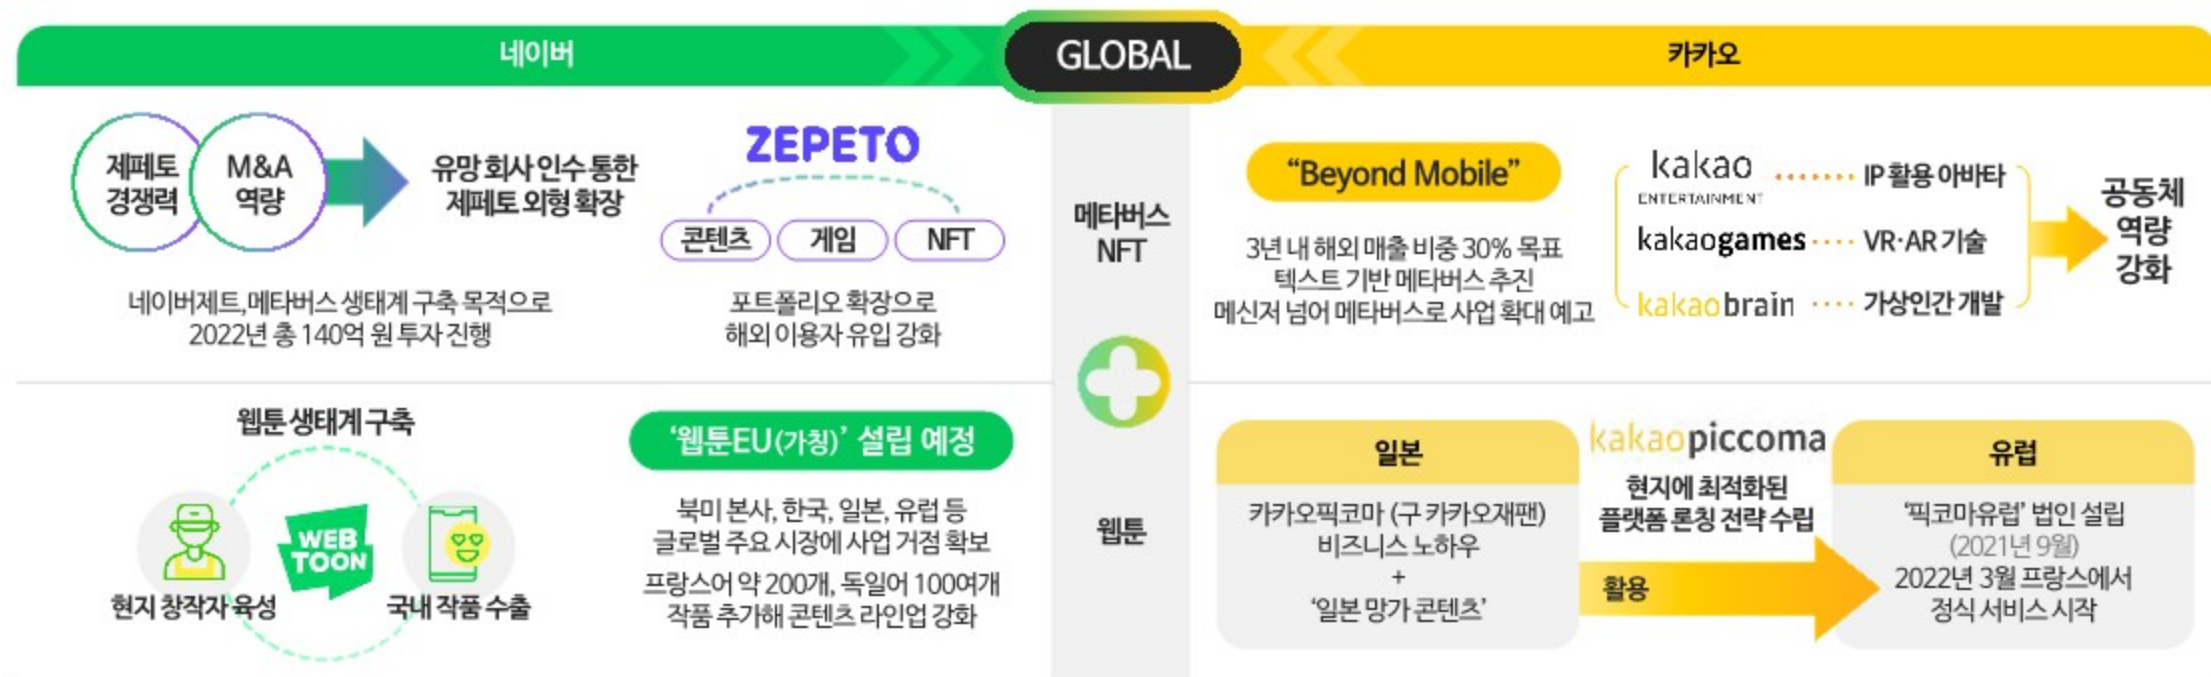 네이버
GLOBAL
카카오
제페토
경쟁력
M&A
역량
유망 회사 인수 통한
제페토 외형 확장
네이버제트,메타버스 생태계 구축 목적으로
2022년 총 140억 원 투자 진행
ZEPETO
콘텐츠
게임
NFT
포트폴리오 확장으로
해외 이용자 유입 강화
메타버스
NFT
“Beyond Mobile”
3년 내 해외 매출 비중 30% 목표
텍스트 기반 메타버스 추진
메신저 넘어 메타버스로 사업 확대 예고
kakao
ENTERTAINMENT
IP 활용 아바타
kakaogames
VR·AR 기술
kakaobrain
가상인간 개발
공동체
역량
강화
웹툰 생태계 구축
WEB
TOON
현지 창작자 육성
국내 작품 수출
‘웹툰EU(가칭)’ 설립 예정
북미 본사, 한국, 일본, 유럽 등
글로벌 주요 시장에 사업 거점 확보
프랑스어 약 200개, 독일어 100여개
작품 추가해 콘텐츠 라인업 강화
웹툰
일본
카카오픽코마 (구 카카오재팬)
비즈니스 노하우
+
‘일본 망가 콘텐츠’
kakaopiccoma
현지에 최적화된
플랫폼 론칭 전략 수립
활용
유럽
‘픽코마유럽’ 법인 설립
(2021년 9월)
2022년 3월 프랑스에서
정식 서비스 시작